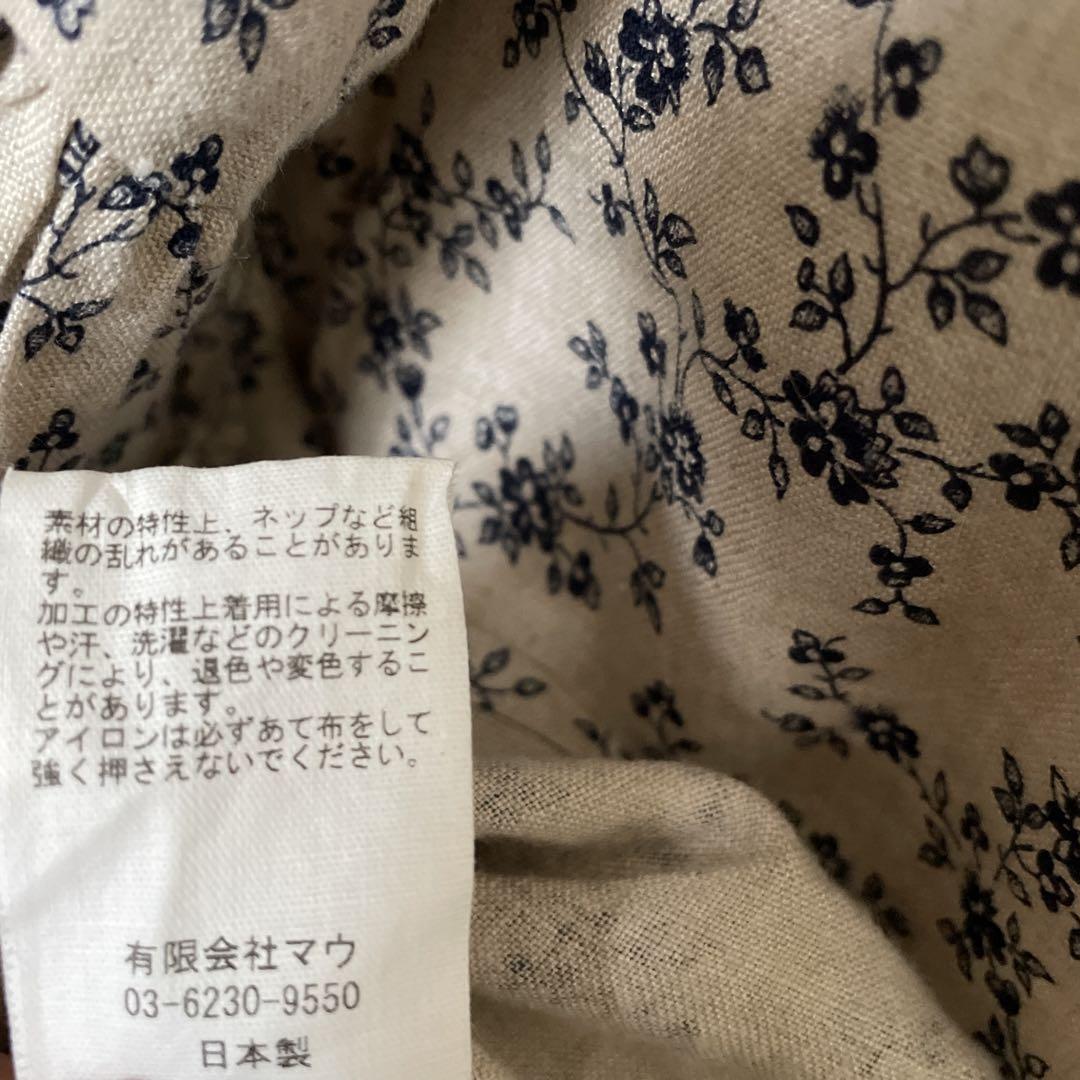 素材の特性上、ネップなど組
織の乱れがあることがありま
す。
加工の特性上着用による摩擦
や汗、洗濯などのクリーニン
グにより、退色や変色するこ
とがあります。
アイロンは必ずあて布をして
強く押さえないでください。
有限会社マウ
03-6230-9550
日本製